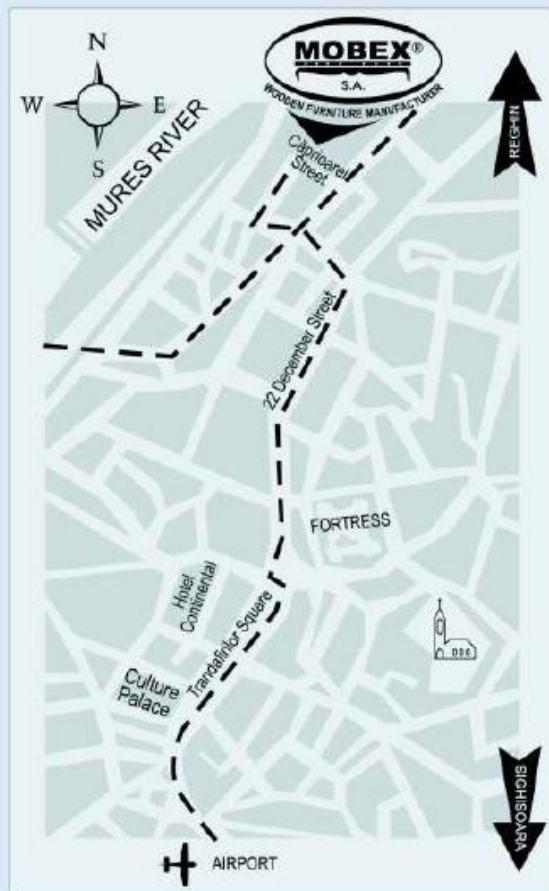 N
W E
S
MOBEX®
S.A.
WOODEN FURNITURE MANUFACTURER
REGHIN
MURES RIVER
Căprioarei
Street
22 December Street
FORTRESS
Hotel
Continental
Trandafirilor Square
Culture
Palace
SIGHISOARA
AIRPORT